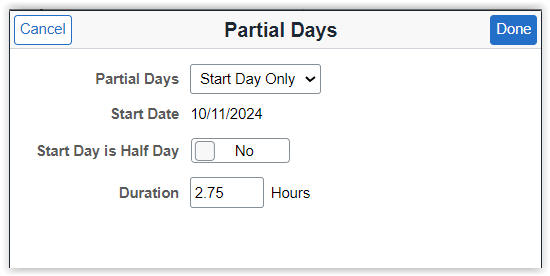 Cancel Partial Days Done
Partial Days Start Day Only
Start Date 10/11/2024
Start Day is Half Day No
Duration 2.75 Hours